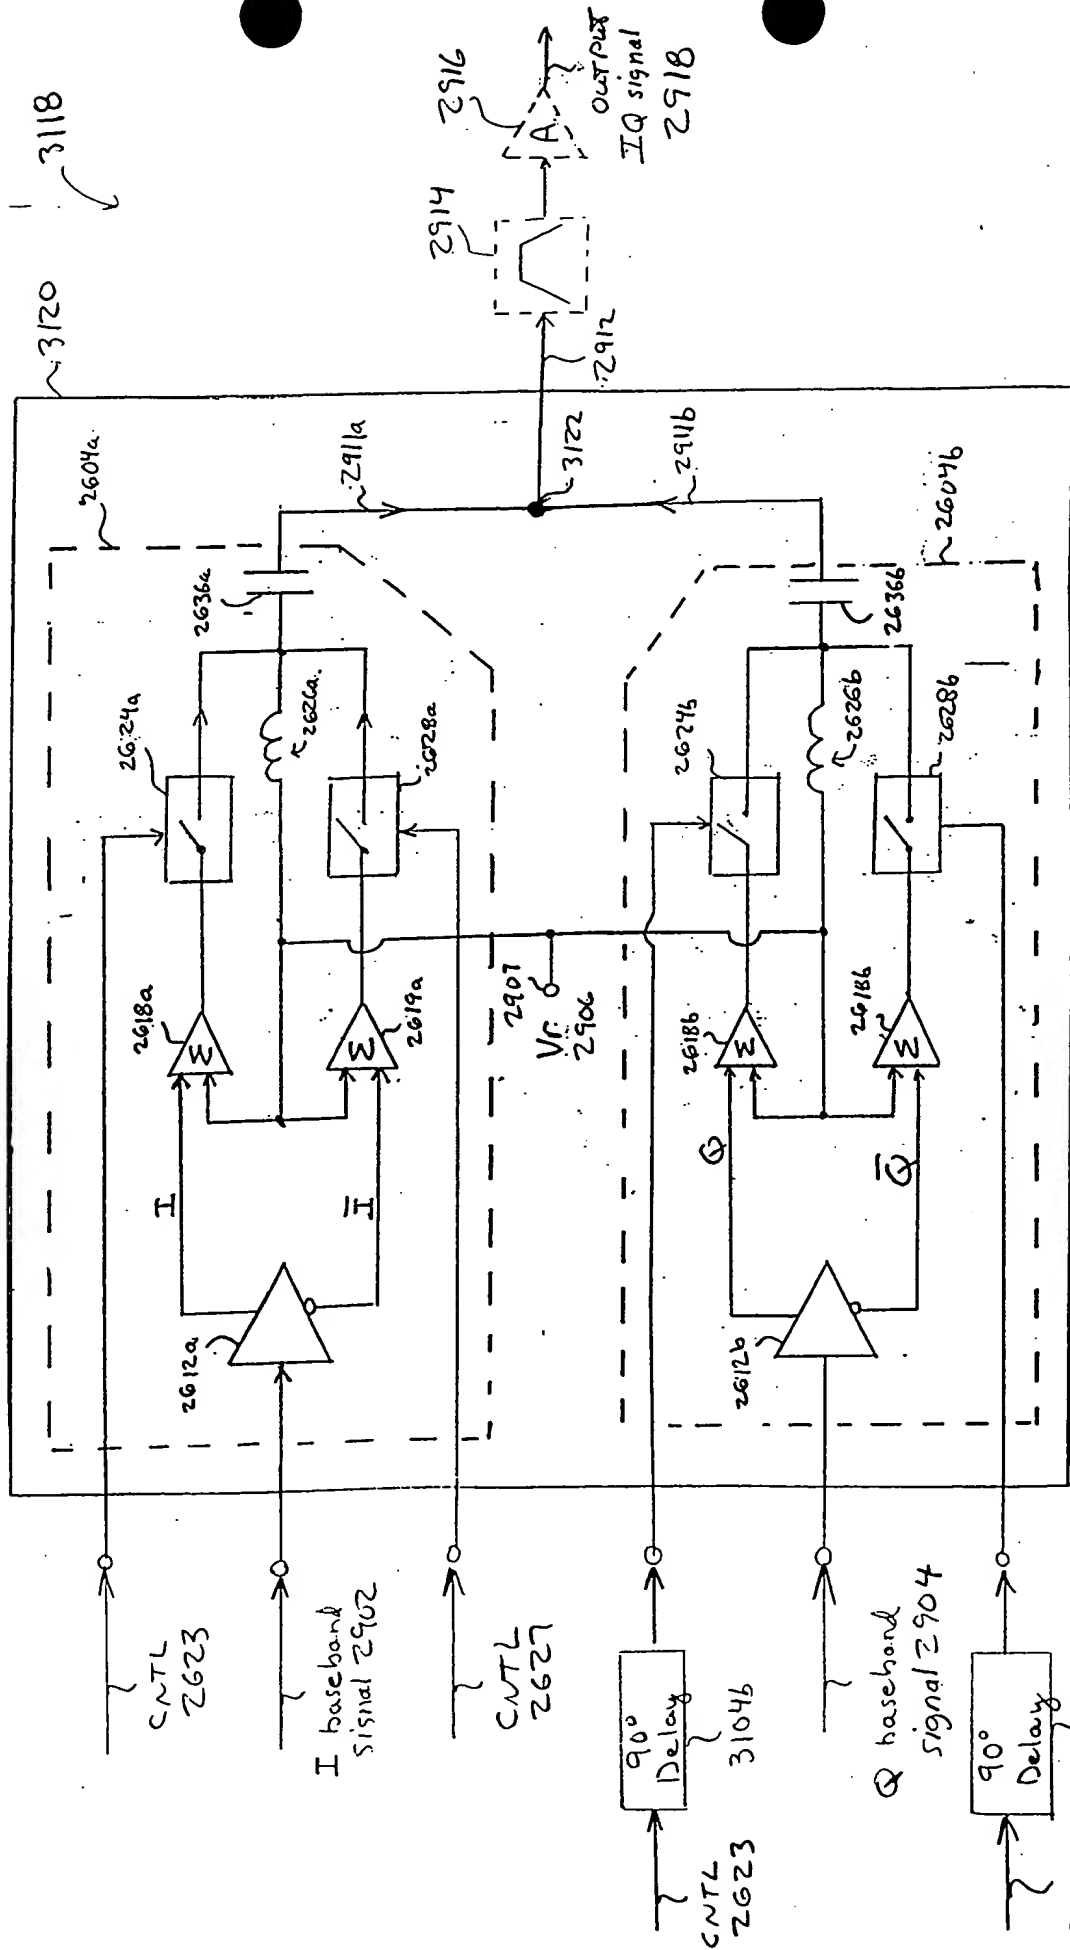 3118
3120
2604a
2624a
2636a
2911a
2618a
2626a
2628a
2619a
2612a
I
I̅
Σ
Σ
CNTL
2623
I baseband
signal 2902
CNTL
2627
2907
Vr
2906
3122
2912
2914
2916
A
OUTPUT
IQ signal
2918
2911b
2604b
2636b
2624b
2626b
2628b
2618b
2618b
Σ
Σ
Q
Q̅
2612b
90°
Delay
3104b
CNTL
2623
Q baseband
signal 2904
90°
Delay